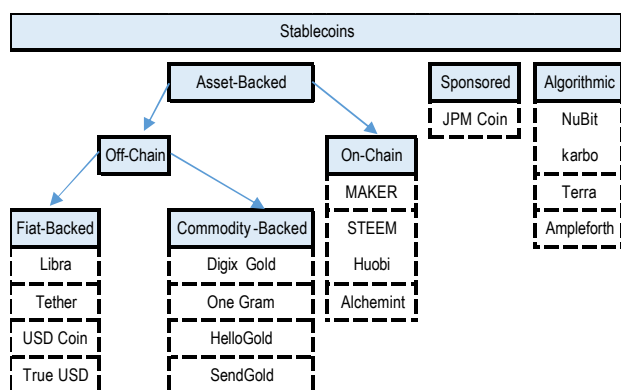 Stablecoins
Asset-Backed
Sponsored
Algorithmic
JPM Coin
NuBit
Off-Chain
On-Chain
karbo
MAKER
Terra
Fiat-Backed
Commodity-Backed
STEEM
Ampleforth
Libra
Digix Gold
Huobi
Tether
One Gram
Alchemint
USD Coin
HelloGold
True USD
SendGold